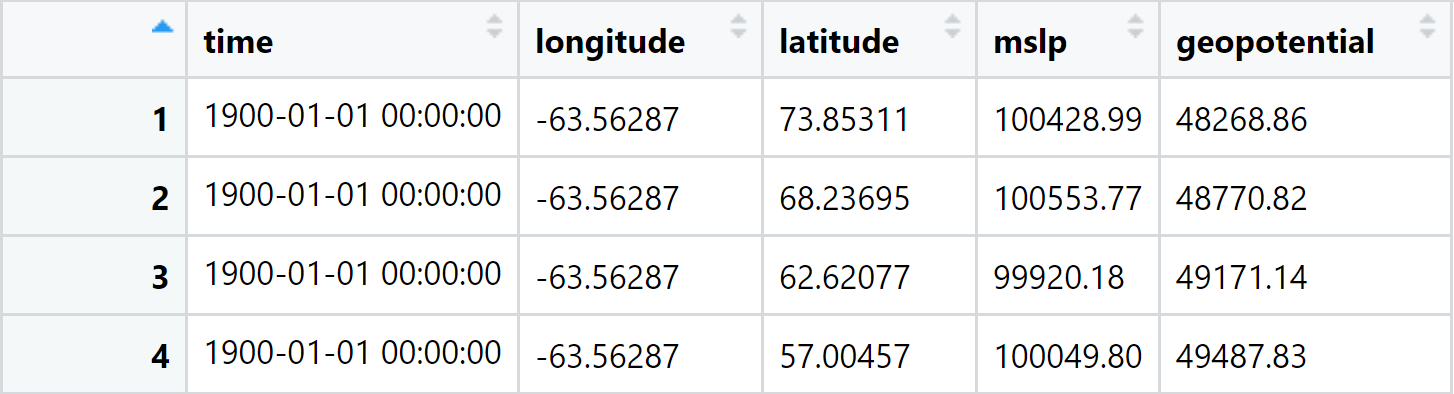 time longitude latitude mslp geopotential
1 1900-01-01 00:00:00 -63.56287 73.85311 100428.99 48268.86
2 1900-01-01 00:00:00 -63.56287 68.23695 100553.77 48770.82
3 1900-01-01 00:00:00 -63.56287 62.62077 99920.18 49171.14
4 1900-01-01 00:00:00 -63.56287 57.00457 100049.80 49487.83